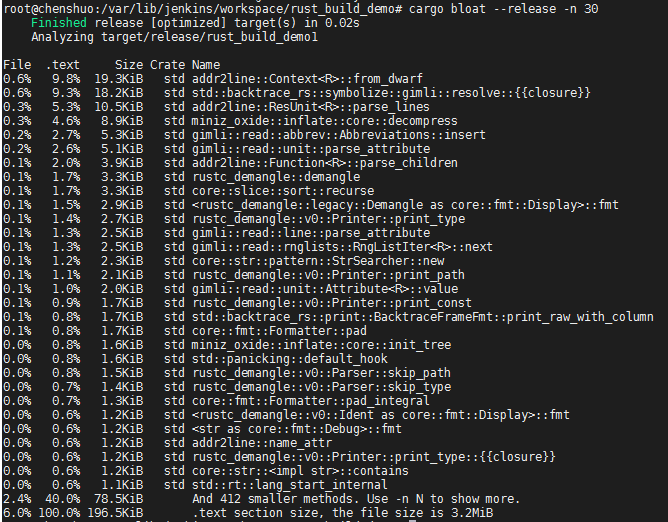 root@chenshuo:/var/lib/jenkins/workspace/rust_build_demo# cargo bloat --release -n 30
    Finished release [optimized] target(s) in 0.02s
    Analyzing target/release/rust_build_demo1

File  .text     Size Crate Name
0.6%   9.8%  19.3KiB   std addr2line::Context<R>::from_dwarf
0.6%   9.3%  18.2KiB   std std::backtrace_rs::symbolize::gimli::resolve::{{closure}}
0.3%   5.3%  10.5KiB   std addr2line::ResUnit<R>::parse_lines
0.3%   4.6%   8.9KiB   std miniz_oxide::inflate::core::decompress
0.2%   2.7%   5.3KiB   std gimli::read::abbrev::Abbreviations::insert
0.2%   2.6%   5.1KiB   std gimli::read::unit::parse_attribute
0.1%   2.0%   3.9KiB   std addr2line::Function<R>::parse_children
0.1%   1.7%   3.3KiB   std rustc_demangle::demangle
0.1%   1.7%   3.3KiB   std core::slice::sort::recurse
0.1%   1.5%   2.9KiB   std <rustc_demangle::legacy::Demangle as core::fmt::Display>::fmt
0.1%   1.4%   2.7KiB   std rustc_demangle::v0::Printer::print_type
0.1%   1.3%   2.5KiB   std gimli::read::line::parse_attribute
0.1%   1.3%   2.5KiB   std gimli::read::rnglists::RngListIter<R>::next
0.1%   1.2%   2.3KiB   std core::str::pattern::StrSearcher::new
0.1%   1.1%   2.1KiB   std rustc_demangle::v0::Printer::print_path
0.1%   1.0%   2.0KiB   std gimli::read::unit::Attribute<R>::value
0.1%   0.9%   1.7KiB   std rustc_demangle::v0::Printer::print_const
0.1%   0.8%   1.7KiB   std std::backtrace_rs::print::BacktraceFrameFmt::print_raw_with_column
0.1%   0.8%   1.7KiB   std core::fmt::Formatter::pad
0.0%   0.8%   1.6KiB   std miniz_oxide::inflate::core::init_tree
0.0%   0.8%   1.6KiB   std std::panicking::default_hook
0.0%   0.8%   1.5KiB   std rustc_demangle::v0::Parser::skip_path
0.0%   0.7%   1.4KiB   std rustc_demangle::v0::Parser::skip_type
0.0%   0.7%   1.3KiB   std core::fmt::Formatter::pad_integral
0.0%   0.6%   1.2KiB   std <rustc_demangle::v0::Ident as core::fmt::Display>::fmt
0.0%   0.6%   1.2KiB   std <str as core::fmt::Debug>::fmt
0.0%   0.6%   1.2KiB   std addr2line::name_attr
0.0%   0.6%   1.2KiB   std rustc_demangle::v0::Printer::print_type::{{closure}}
0.0%   0.6%   1.2KiB   std core::str::<impl str>::contains
0.0%   0.6%   1.1KiB   std std::rt::lang_start_internal
2.4%  40.0%  78.5KiB       And 412 smaller methods. Use -n N to show more.
6.0% 100.0% 196.5KiB       .text section size, the file size is 3.2MiB